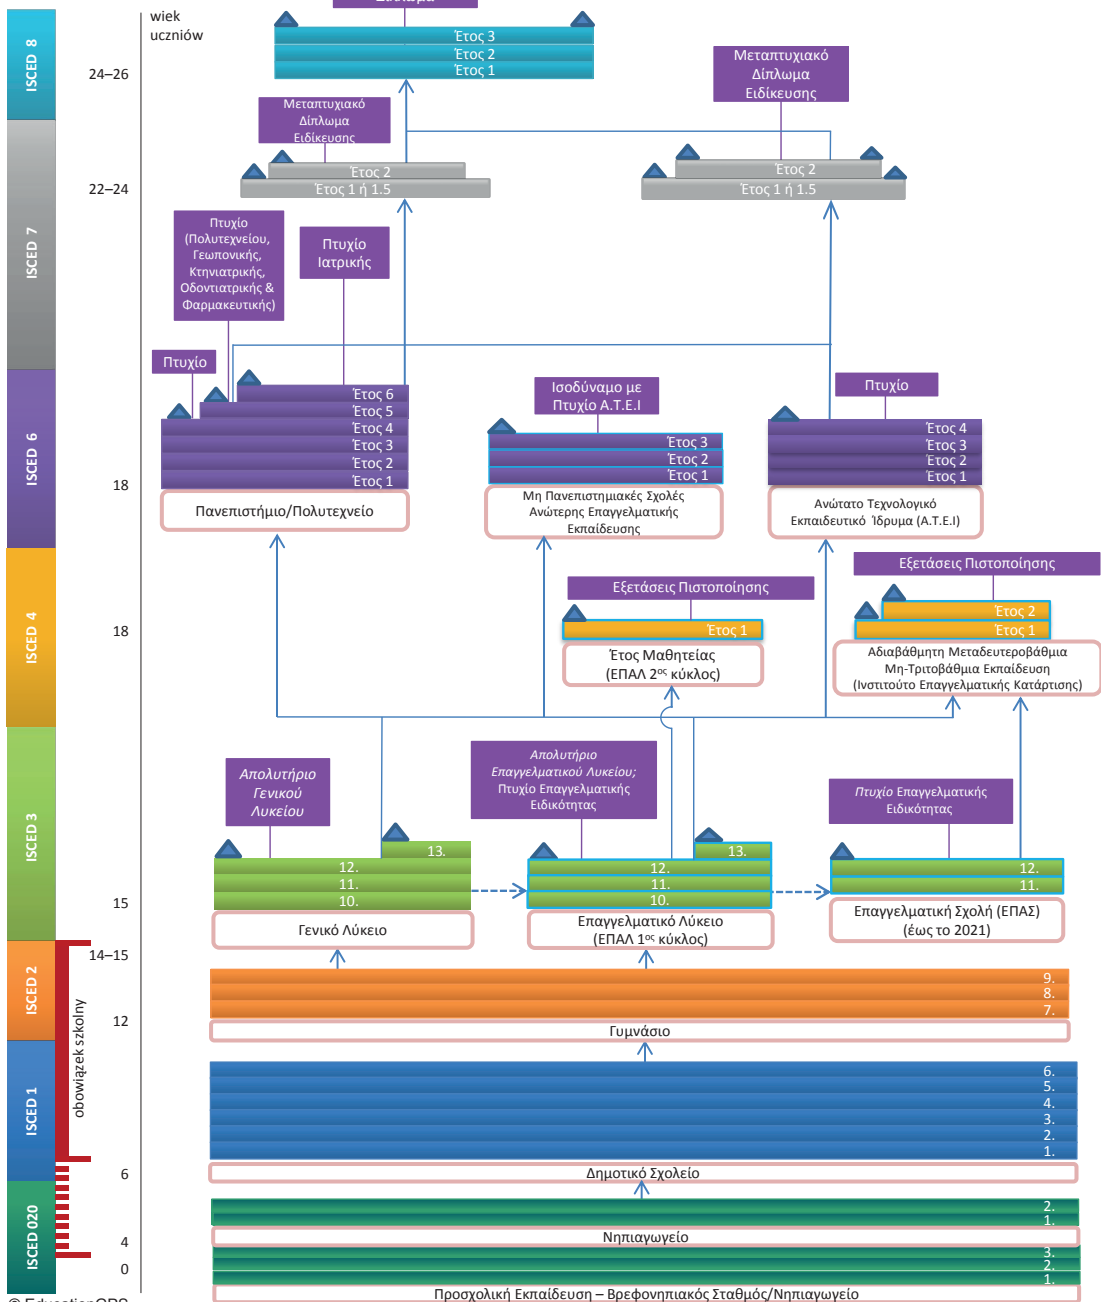 wiek
uczniów
ISCED 8
ISCED 7
ISCED 6
ISCED 4
ISCED 3
ISCED 2
ISCED 1
ISCED 020
obowiązek szkolny
24–26
22–24
18
18
15
14–15
12
6
4
0
Έτος 3
Έτος 2
Έτος 1
Μεταπτυχιακό
Δίπλωμα
Ειδίκευσης
Έτος 2
Έτος 1 ή 1.5
Μεταπτυχιακό
Δίπλωμα
Ειδίκευσης
Έτος 2
Έτος 1 ή 1.5
Πτυχίο
(Πολυτεχνείου,
Γεωπονικής,
Κτηνιατρικής,
Οδοντιατρικής &
Φαρμακευτικής)
Πτυχίο
Ιατρικής
Πτυχίο
Έτος 6
Έτος 5
Έτος 4
Έτος 3
Έτος 2
Έτος 1
Πανεπιστήμιο/Πολυτεχνείο
Ισοδύναμο με
Πτυχίο Α.Τ.Ε.Ι
Έτος 3
Έτος 2
Έτος 1
Μη Πανεπιστημιακές Σχολές
Ανώτερης Επαγγελματικής
Εκπαίδευσης
Πτυχίο
Έτος 4
Έτος 3
Έτος 2
Έτος 1
Ανώτατο Τεχνολογικό
Εκπαιδευτικό Ίδρυμα (Α.Τ.Ε.Ι)
Εξετάσεις Πιστοποίησης
Έτος 1
Έτος Μαθητείας
(ΕΠΑΛ 2ος κύκλος)
Εξετάσεις Πιστοποίησης
Έτος 2
Έτος 1
Αδιαβάθμητη Μεταδευτεροβάθμια
Μη-Τριτοβάθμια Εκπαίδευση
(Ινστιτούτο Επαγγελματικής Κατάρτισης)
Απολυτήριο
Γενικού
Λυκείου
13.
12.
11.
10.
Γενικό Λύκειο
Απολυτήριο
Επαγγελματικού Λυκείου;
Πτυχίο Επαγγελματικής
Ειδικότητας
13.
12.
11.
10.
Επαγγελματικό Λύκειο
(ΕΠΑΛ 1ος κύκλος)
Πτυχίο Επαγγελματικής
Ειδικότητας
12.
11.
Επαγγελματική Σχολή (ΕΠΑΣ)
(έως το 2021)
9.
8.
7.
Γυμνάσιο
6.
5.
4.
3.
2.
1.
Δημοτικό Σχολείο
2.
1.
Νηπιαγωγείο
3.
2.
1.
Προσχολική Εκπαίδευση – Βρεφονηπιακός Σταθμός/Νηπιαγωγείο